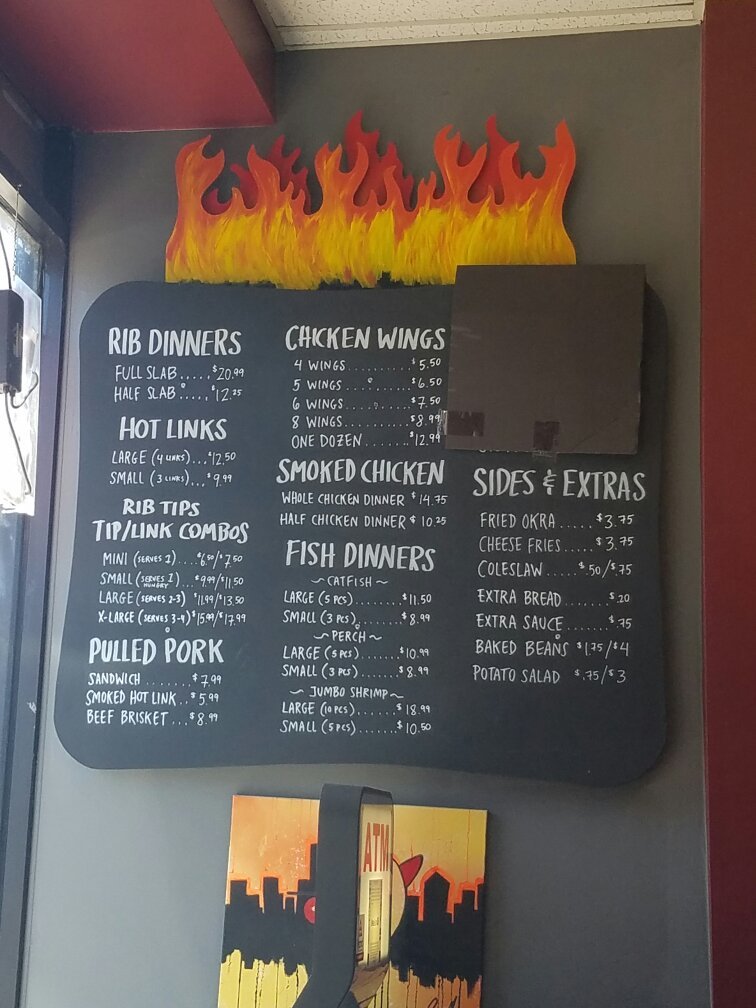 RIB DINNERS
FULL SLAB.....$20.99
HALF SLAB.....$12.25
HOT LINKS
LARGE (4 LINKS)...$12.50
SMALL (3 LINKS)...$9.99
RIB TIPS
TIP/LINK COMBOS
MINI (SERVES 1)....$6.50/$7.50
SMALL (SERVES 1 HUNGRY)...$9.99/$11.50
LARGE (SERVES 2-3) $11.99/$13.50
X-LARGE (SERVES 3-4) $15.99/$17.99
PULLED PORK
SANDWICH.......$7.99
SMOKED HOT LINK..$5.99
BEEF BRISKET...$8.99
CHICKEN WINGS
4 WINGS..........$5.50
5 WINGS..........$6.50
6 WINGS..........$7.50
8 WINGS..........$8.99
ONE DOZEN.......$12.99
SMOKED CHICKEN
WHOLE CHICKEN DINNER $14.75
HALF CHICKEN DINNER $10.25
FISH DINNERS
~CATFISH~
LARGE (5 PCS).......$11.50
SMALL (3 PCS).......$8.99
~PERCH~
LARGE (5 PCS).......$10.99
SMALL (3 PCS).......$8.99
~JUMBO SHRIMP~
LARGE (10 PCS)......$18.99
SMALL (5 PCS).......$10.50
SIDES & EXTRAS
FRIED OKRA.....$3.75
CHEESE FRIES....$3.75
COLESLAW....$.50/$.75
EXTRA BREAD......$.20
EXTRA SAUCE.......$.75
BAKED BEANS $1.75/$4
POTATO SALAD $.75/$3
ATM